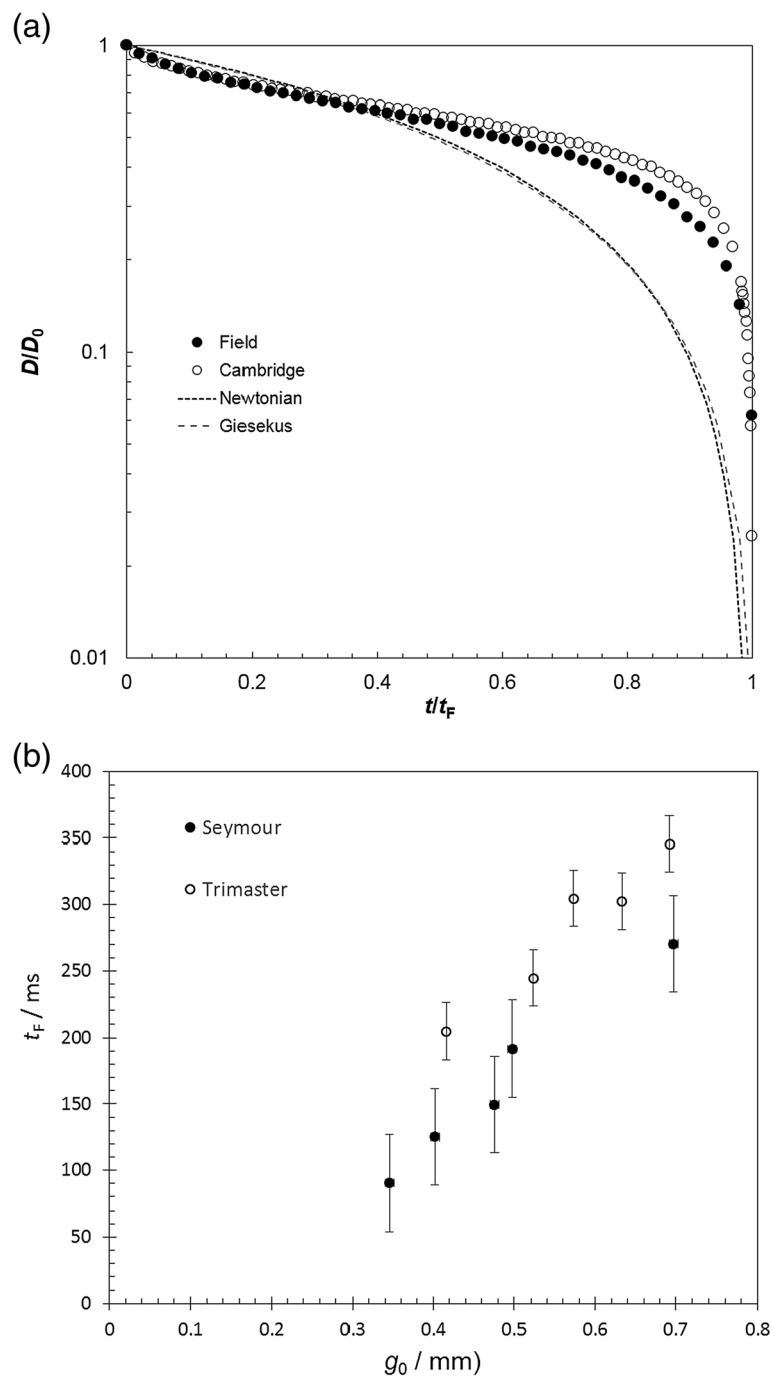 (a)
1
0.1
0.01
D/D0
Field
Cambridge
Newtonian
Giesekus
0 0.2 0.4 0.6 0.8 1
t/tF
(b)
400
350
300
250
200
150
100
50
0
tF / ms
Seymour
Trimaster
0 0.1 0.2 0.3 0.4 0.5 0.6 0.7 0.8
g0 / mm)